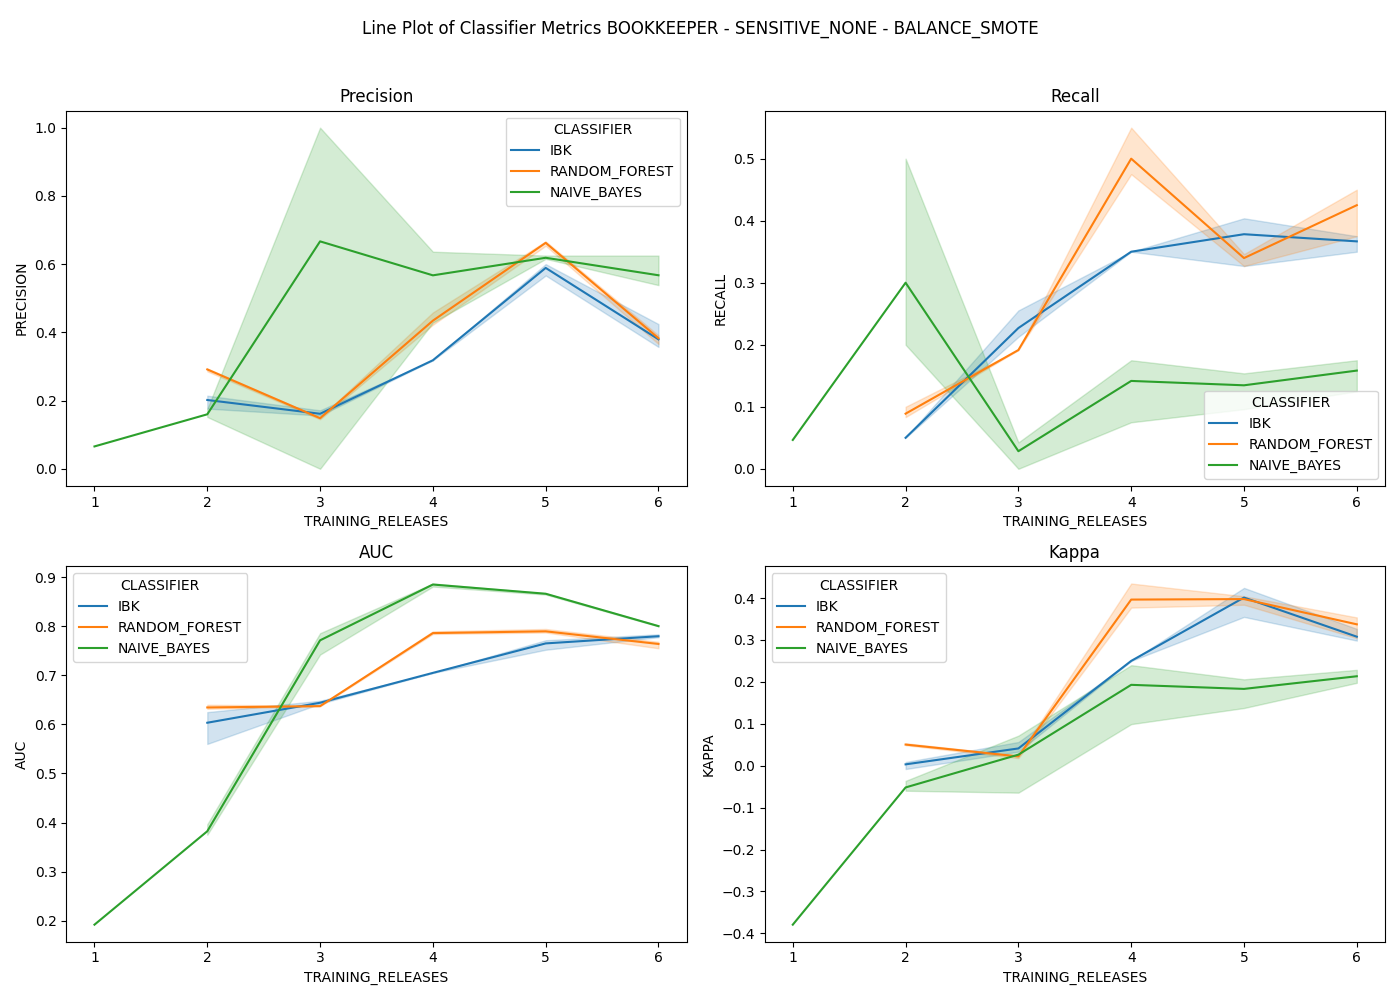 Line Plot of Classifier Metrics BOOKKEEPER - SENSITIVE_NONE - BALANCE_SMOTE
Precision
1.0
0.8
0.6
0.4
0.2
0.0
PRECISION
CLASSIFIER
IBK
RANDOM_FOREST
NAIVE_BAYES
1 2 3 4 5 6
TRAINING_RELEASES
Recall
0.5
0.4
0.3
0.2
0.1
0.0
RECALL
CLASSIFIER
IBK
RANDOM_FOREST
NAIVE_BAYES
1 2 3 4 5 6
TRAINING_RELEASES
AUC
0.9
0.8
0.7
0.6
0.5
0.4
0.3
0.2
AUC
CLASSIFIER
IBK
RANDOM_FOREST
NAIVE_BAYES
1 2 3 4 5 6
TRAINING_RELEASES
Kappa
0.4
0.3
0.2
0.1
0.0
−0.1
−0.2
−0.3
−0.4
KAPPA
CLASSIFIER
IBK
RANDOM_FOREST
NAIVE_BAYES
1 2 3 4 5 6
TRAINING_RELEASES